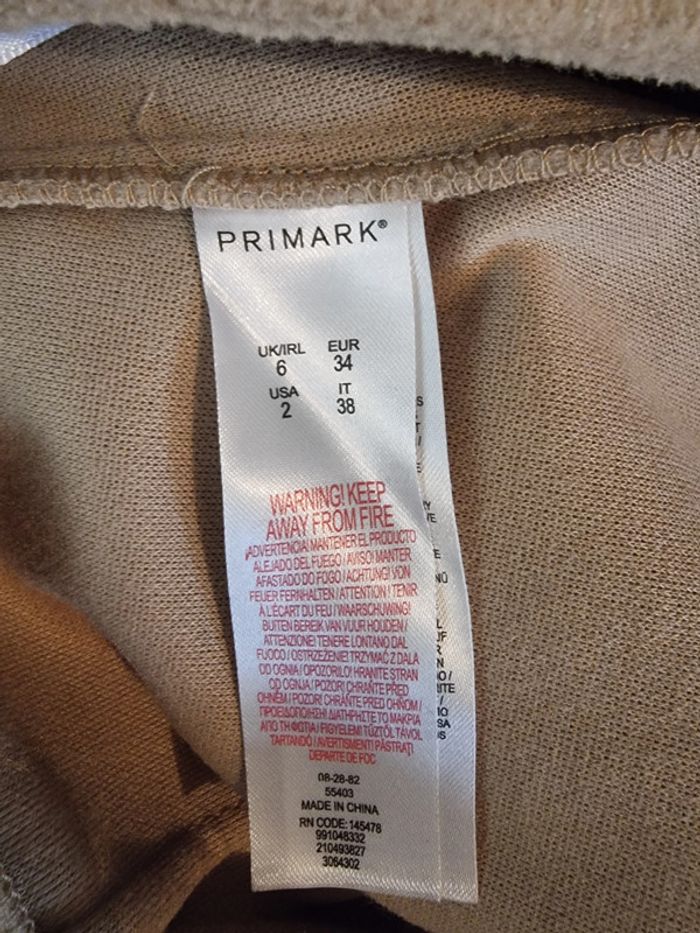 PRIMARK®
UK/IRL EUR
6 34
USA IT
2 38
WARNING! KEEP
AWAY FROM FIRE
¡ADVERTENCIA! MANTENER EL PRODUCTO
ALEJADO DEL FUEGO / AVISO! MANTER
AFASTADO DO FOGO / ACHTUNG! VON
FEUER FERNHALTEN / ATTENTION ! TENIR
À L'ÉCART DU FEU / WAARSCHUWING!
BUITEN BEREIK VAN VUUR HOUDEN /
ATTENZIONE! TENERE LONTANO DAL
FUOCO / OSTRZEŻENIE! TRZYMAĆ Z DALA
OD OGNIA / OPOZORILO! HRANITE STRAN
OD OGNJA / POZOR! CHRAŇTE PŘED
OHNĚM / POZOR! CHRÁŇTE PRED OHŇOM /
ΠΡΟΕΙΔΟΠΟΙΗΣΗ! ΔΙΑΤΗΡΗΣΤΕ ΤΟ ΜΑΚΡΙΑ
ΑΠΟ ΤΗ ΦΩΤΙΑ / FIGYELEM! TŰZTŐL TÁVOL
TARTANDÓ / AVERTISMENT! PĂSTRAȚI
DEPARTE DE FOC
08-28-82
55403
MADE IN CHINA
RN CODE: 145478
991048332
210493827
3064302